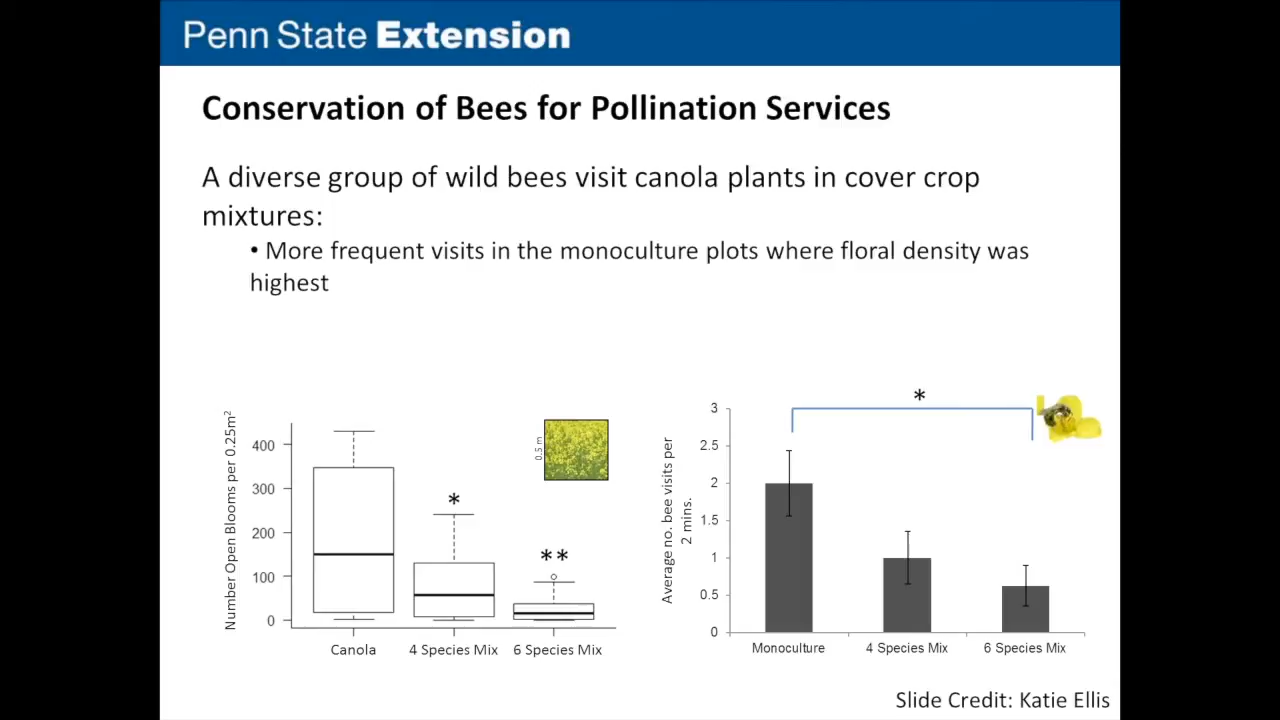 Penn State Extension
Conservation of Bees for Pollination Services
A diverse group of wild bees visit canola plants in cover crop
mixtures:
• More frequent visits in the monoculture plots where floral density was
highest
Number Open Blooms per 0.25m²
400
300
200
100
0
*
**
0.5 m
Canola
4 Species Mix
6 Species Mix
Average no. bee visits per
2 mins.
3
2.5
2
1.5
1
0.5
0
*
Monoculture
4 Species Mix
6 Species Mix
Slide Credit: Katie Ellis